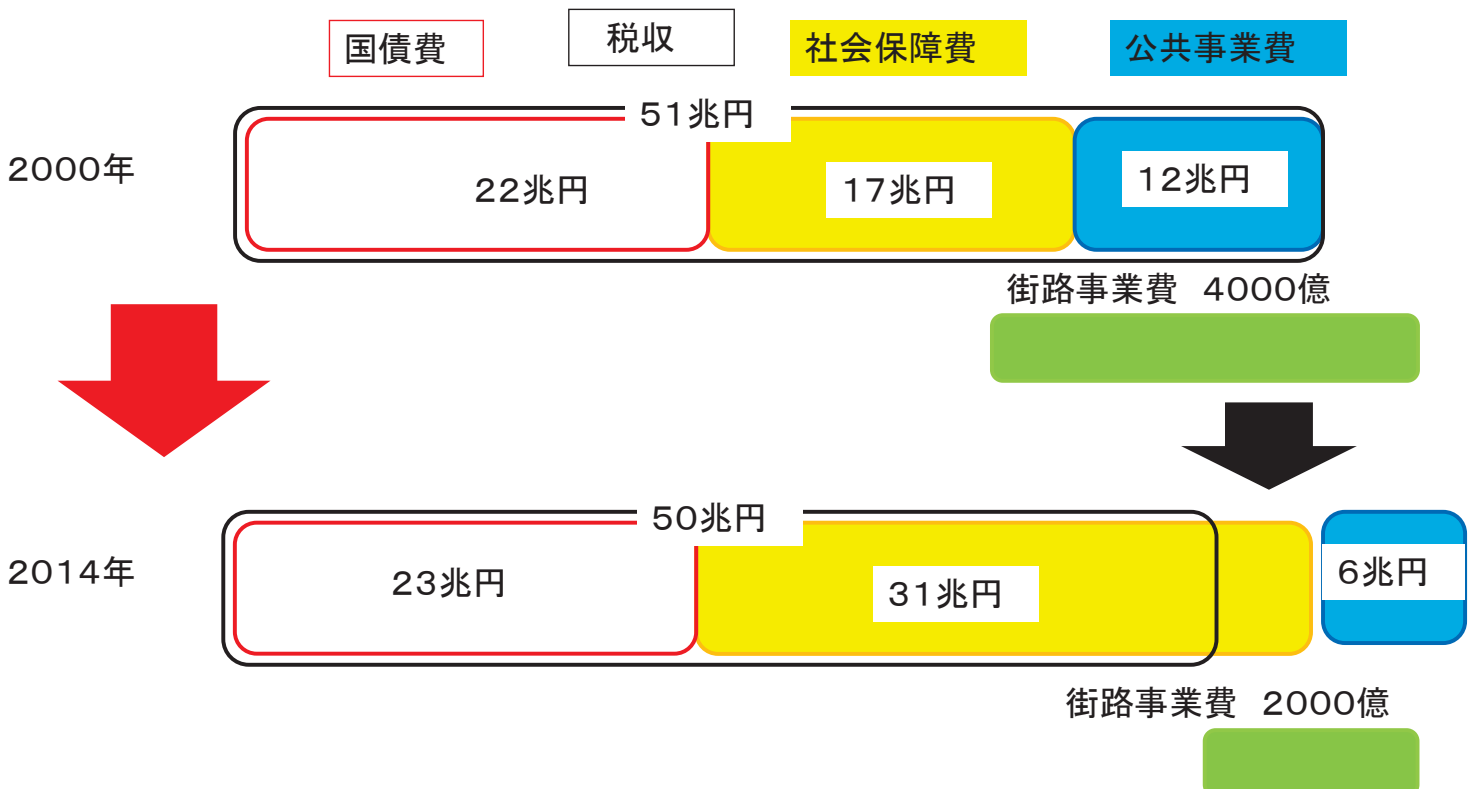 国債費
税収
社会保障費
公共事業費
51兆円
2000年
22兆円
17兆円
12兆円
街路事業費　4000億
50兆円
2014年
23兆円
31兆円
6兆円
街路事業費　2000億